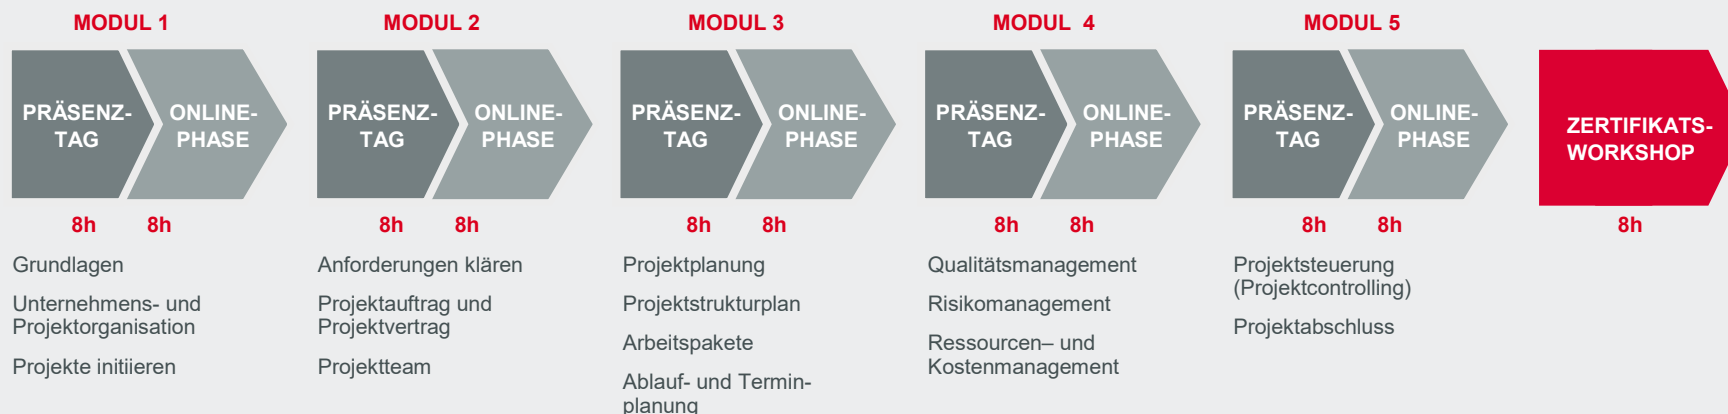 MODUL 1
PRÄSENZ-
TAG
ONLINE-
PHASE
8h
8h
Grundlagen
Unternehmens- und
Projektorganisation
Projekte initiieren
MODUL 2
PRÄSENZ-
TAG
ONLINE-
PHASE
8h
8h
Anforderungen klären
Projektauftrag und
Projektvertrag
Projektteam
MODUL 3
PRÄSENZ-
TAG
ONLINE-
PHASE
8h
8h
Projektplanung
Projektstrukturplan
Arbeitspakete
Ablauf- und Termin-
planung
MODUL 4
PRÄSENZ-
TAG
ONLINE-
PHASE
8h
8h
Qualitätsmanagement
Risikomanagement
Ressourcen– und
Kostenmanagement
MODUL 5
PRÄSENZ-
TAG
ONLINE-
PHASE
8h
8h
Projektsteuerung
(Projektcontrolling)
Projektabschluss
ZERTIFIKATS-
WORKSHOP
8h